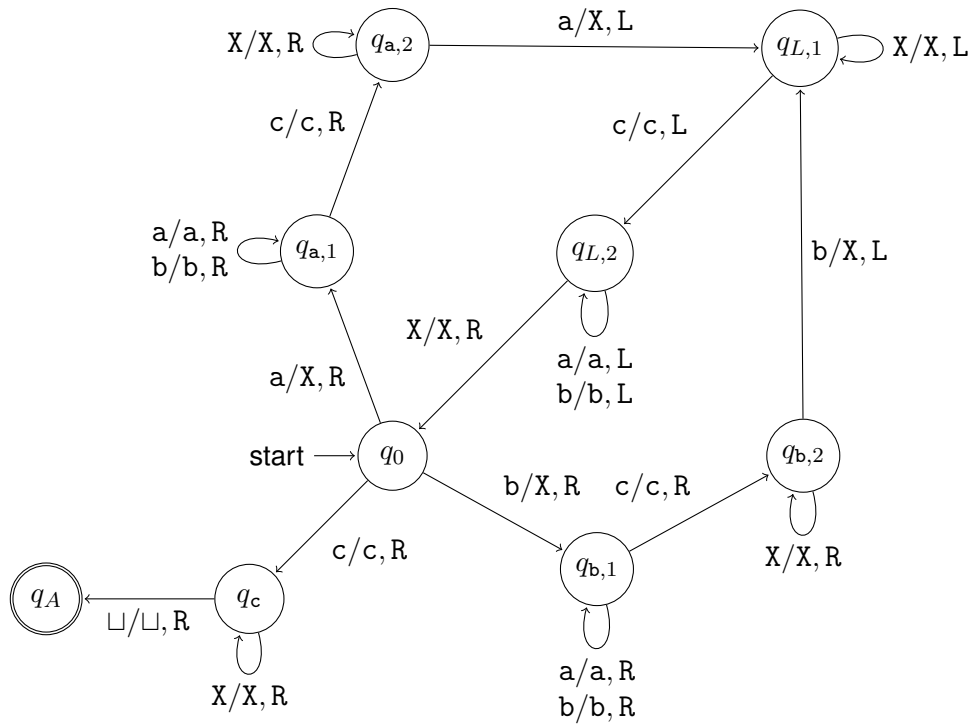 X/X, R
q_{a,2}
a/X, L
q_{L,1}
X/X, L
c/c, R
c/c, L
a/a, R
b/b, R
q_{a,1}
q_{L,2}
b/X, L
X/X, R
a/a, L
b/b, L
a/X, R
start
q_0
q_{b,2}
b/X, R
c/c, R
c/c, R
X/X, R
q_A
q_c
q_{b,1}
⊔/⊔, R
X/X, R
a/a, R
b/b, R